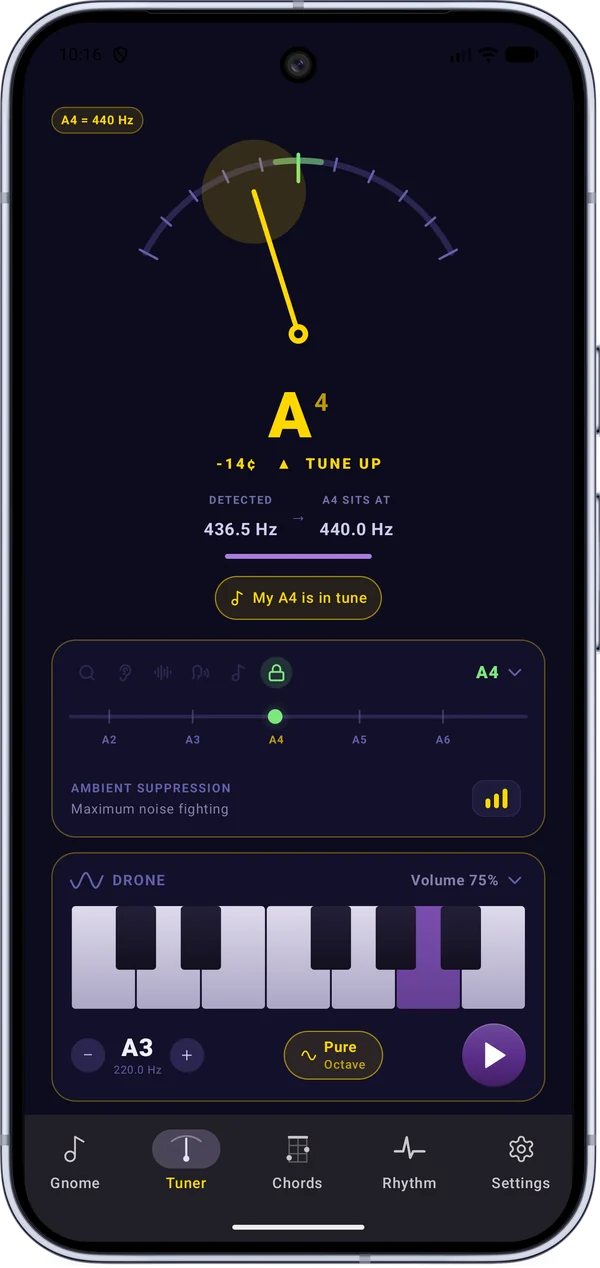 10:16
A4 = 440 Hz
A4
-14¢ ▲ TUNE UP
DETECTED → A4 SITS AT
436.5 Hz 440.0 Hz
My A4 is in tune
A4
A2 A3 A4 A5 A6
AMBIENT SUPPRESSION
Maximum noise fighting
DRONE Volume 75%
− A3 +
220.0 Hz
Pure
Octave
Gnome Tuner Chords Rhythm Settings